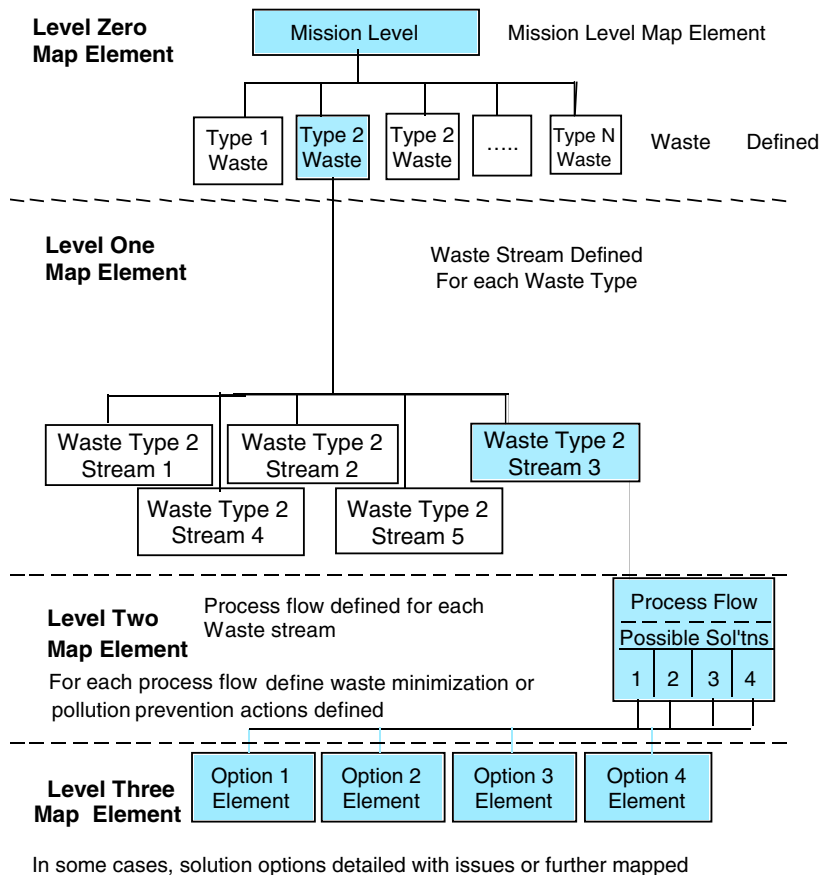 Level Zero
Map Element
Mission Level
Mission Level Map Element
Type 1
Waste
Type 2
Waste
Type 2
Waste
.....
Type N
Waste
Waste Defined
Level One
Map Element
Waste Stream Defined
For each Waste Type
Waste Type 2
Stream 1
Waste Type 2
Stream 2
Waste Type 2
Stream 3
Waste Type 2
Stream 4
Waste Type 2
Stream 5
Level Two
Map Element
Process flow defined for each
Waste stream
For each process flow define waste minimization or
pollution prevention actions defined
Process Flow
Possible Sol'tns
1 2 3 4
Level Three
Map Element
Option 1
Element
Option 2
Element
Option 3
Element
Option 4
Element
In some cases, solution options detailed with issues or further mapped